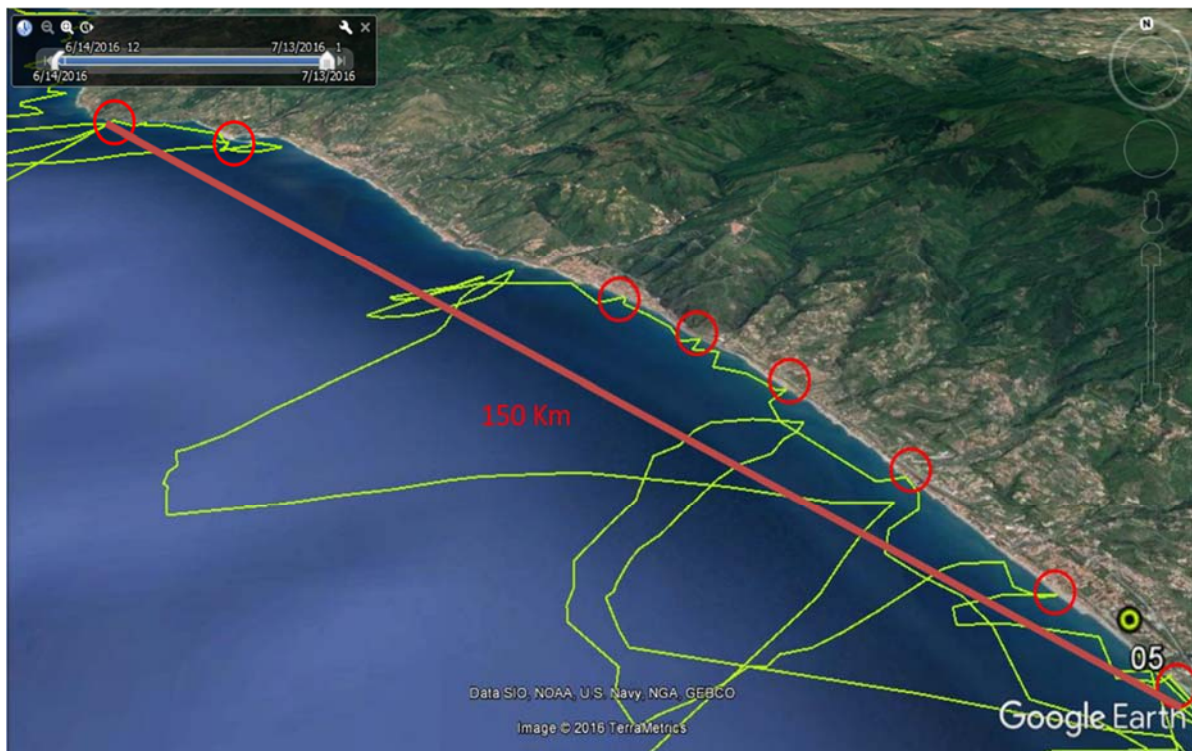 6/14/2016 12 7/13/2016 1
6/14/2016 7/13/2016
N
150 Km
05
Data SIO, NOAA, U.S. Navy, NGA, GEBCO
Image © 2016 TerraMetrics
Google Earth